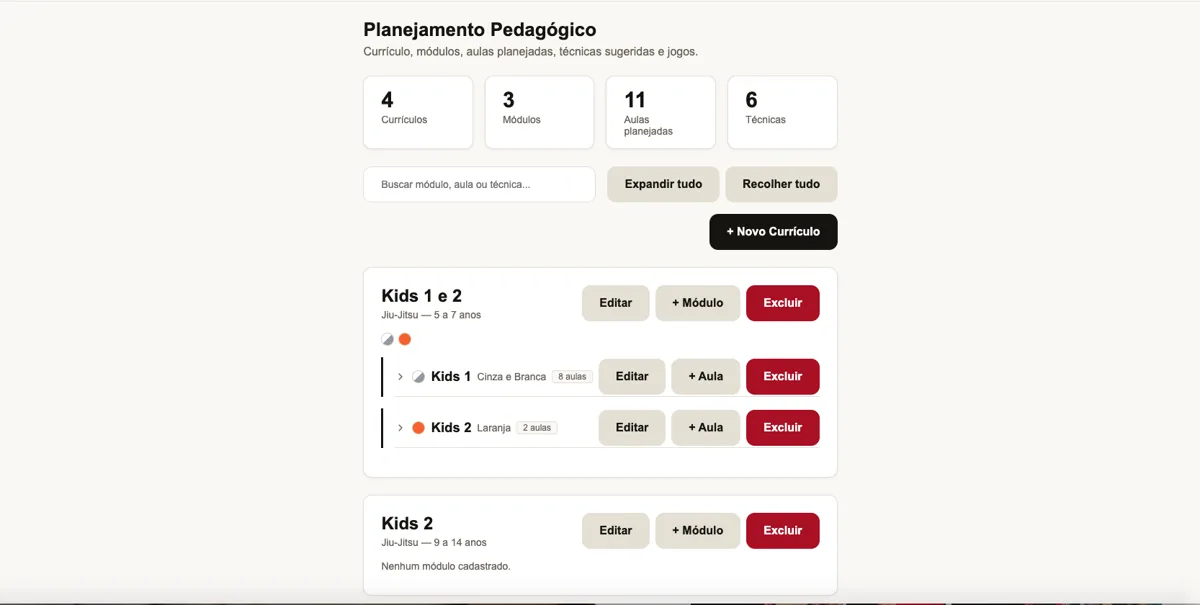 Planejamento Pedagógico
Currículo, módulos, aulas planejadas, técnicas sugeridas e jogos.
4
Currículos
3
Módulos
11
Aulas
planejadas
6
Técnicas
Buscar módulo, aula ou técnica...
Expandir tudo
Recolher tudo
+ Novo Currículo
Kids 1 e 2
Jiu-Jitsu — 5 a 7 anos
Editar
+ Módulo
Excluir
Kids 1 Cinza e Branca 8 aulas
Editar
+ Aula
Excluir
Kids 2 Laranja 2 aulas
Editar
+ Aula
Excluir
Kids 2
Jiu-Jitsu — 9 a 14 anos
Editar
+ Módulo
Excluir
Nenhum módulo cadastrado.